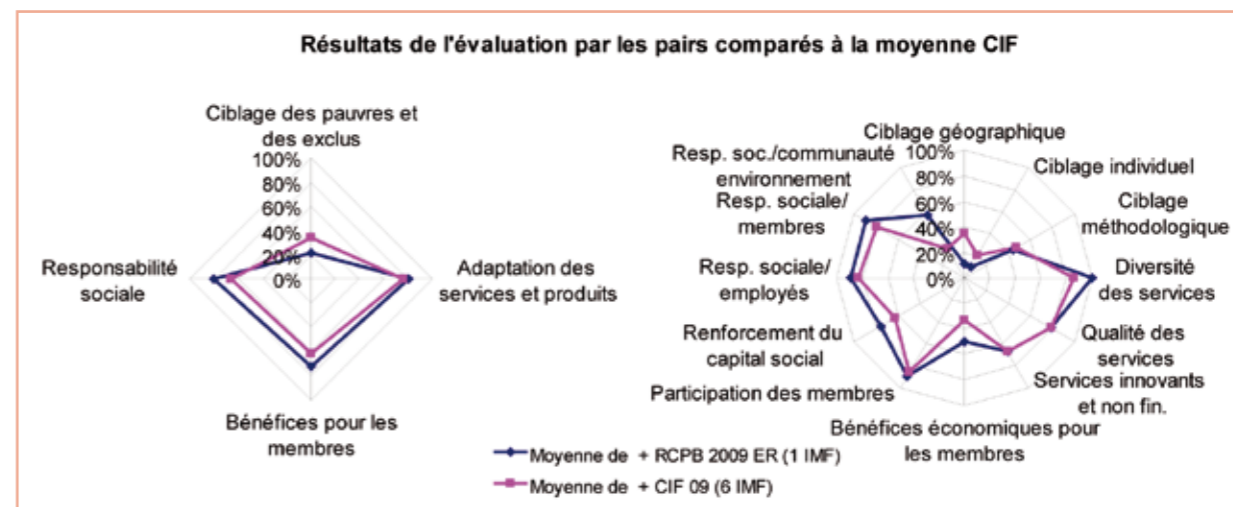 Résultats de l'évaluation par les pairs comparés à la moyenne CIF
Ciblage des pauvres et
des exclus
100%
80%
60%
40%
20%
0%
Responsabilité
sociale
Adaptation des
services et produits
Bénéfices pour les
membres
Ciblage géographique
100%
80%
60%
40%
20%
0%
Ciblage individuel
Ciblage
méthodologique
Diversité
des services
Qualité des
services
Services innovants
et non fin.
Bénéfices économiques pour
les membres
Participation des membres
Renforcement du
capital social
Resp. sociale/
employés
Resp. sociale/
membres
Resp. soc./communauté
environnement
Moyenne de + RCPB 2009 ER (1 IMF)
Moyenne de + CIF 09 (6 IMF)